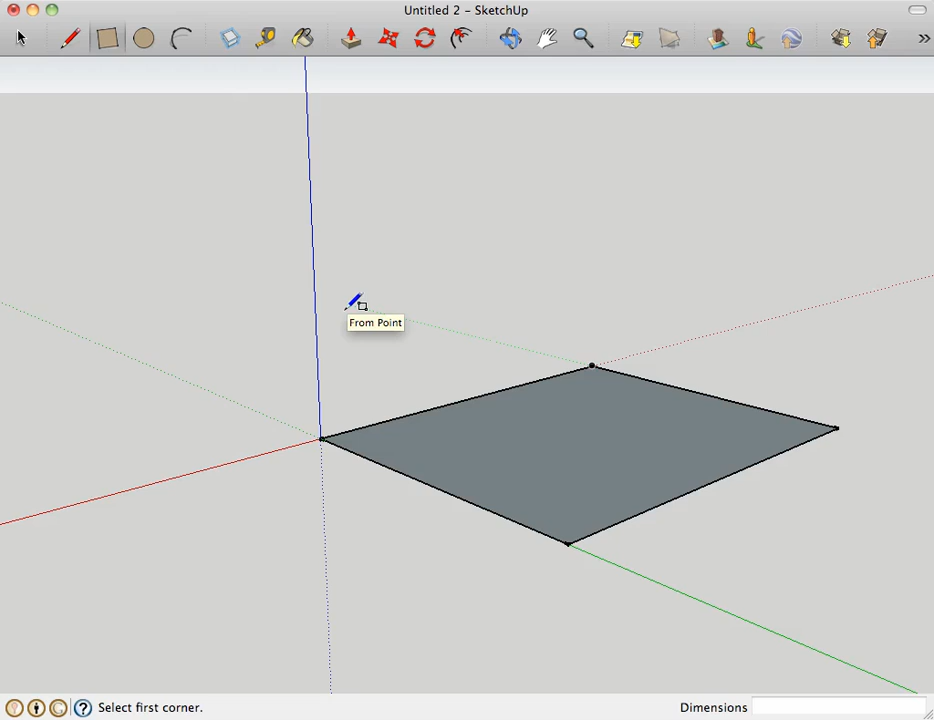 Untitled 2 - SketchUp
»
From Point
Select first corner.
Dimensions